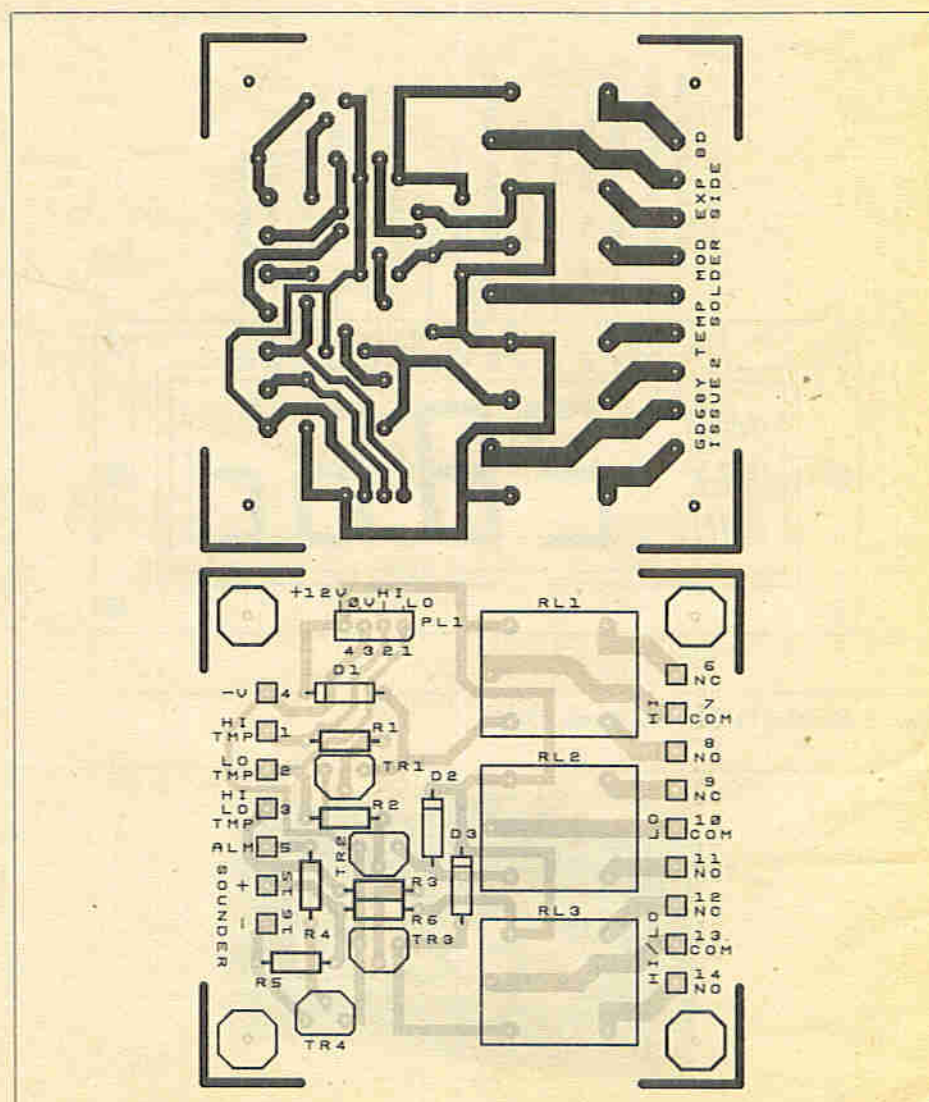 GD68Y TEMP MOD EXP BD
ISSUE 2 SOLDER SIDE
+12V HI
0V LO
PL1
4 3 2 1
RL1
D1
-V 4
HI TMP 1
R1
LO TMP 2
TR1
HI LO TMP 3
R2
D2
RL2
ALM 5
TR2
D3
SOUNDER
+ 15
- 16
R3
R4
R6
TR3
R5
TR4
RL3
HI
6 NC
7 COM
8 NO
LO
9 NC
10 COM
11 NO
HI/LO
12 NC
13 COM
14 NO